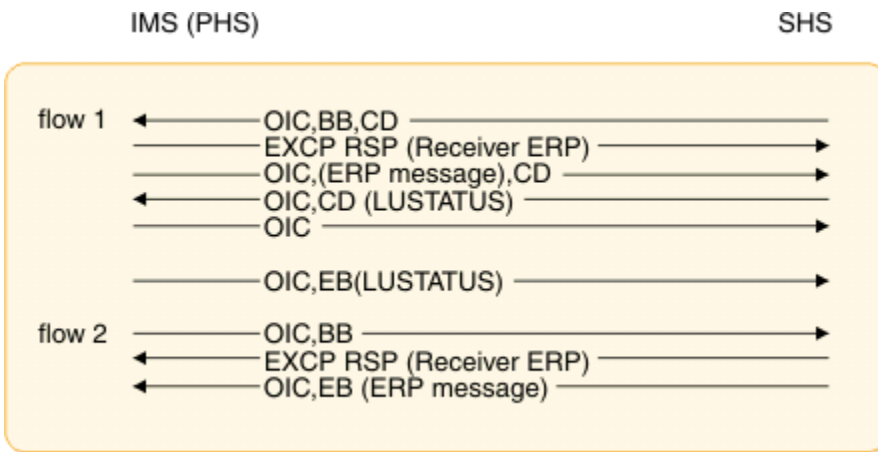 IMS (PHS) SHS
flow 1 OIC,BB,CD
EXCP RSP (Receiver ERP)
OIC,(ERP message),CD
OIC,CD (LUSTATUS)
OIC
OIC,EB(LUSTATUS)
flow 2 OIC,BB
EXCP RSP (Receiver ERP)
OIC,EB (ERP message)